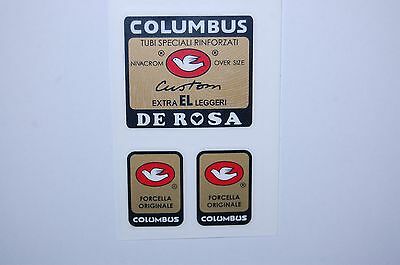 COLUMBUS
TUBI SPECIALI RINFORZATI
NIVACROM OVER SIZE
®
Custom
EXTRA EL LEGGERI
DE ROSA
®
FORCELLA
ORIGINALE
COLUMBUS
®
FORCELLA
ORIGINALE
COLUMBUS